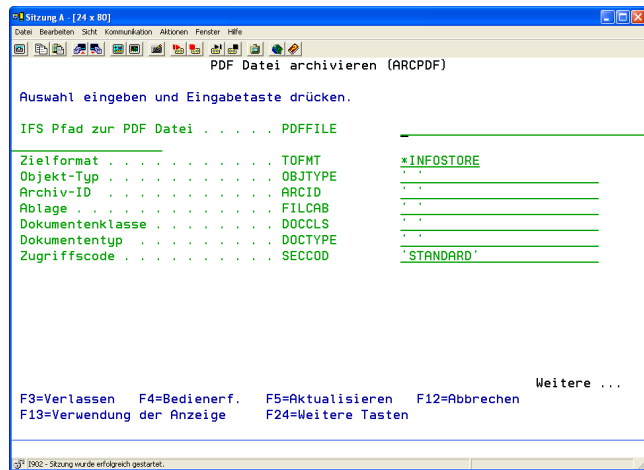 Sitzung A - [24 x 80]
Datei Bearbeiten Sicht Kommunikation Aktionen Fenster Hilfe
PDF Datei archivieren (ARCPDF)
Auswahl eingeben und Eingabetaste drücken.
IFS Pfad zur PDF Datei . . . . . PDFFILE
Zielformat . . . . . . . . . . . TOFMT *INFOSTORE
Objekt-Typ . . . . . . . . . . . OBJTYPE ' '
Archiv-ID . . . . . . . . . . . ARCID ' '
Ablage . . . . . . . . . . . . . FILCAB ' '
Dokumentenklasse . . . . . . . . DOCCLS ' '
Dokumententyp . . . . . . . . . DOCTYPE ' '
Zugriffscode . . . . . . . . . . SECCOD 'STANDARD'
Weitere ...
F3=Verlassen F4=Bedienerf. F5=Aktualisieren F12=Abbrechen
F13=Verwendung der Anzeige F24=Weitere Tasten
I902 - Sitzung wurde erfolgreich gestartet.